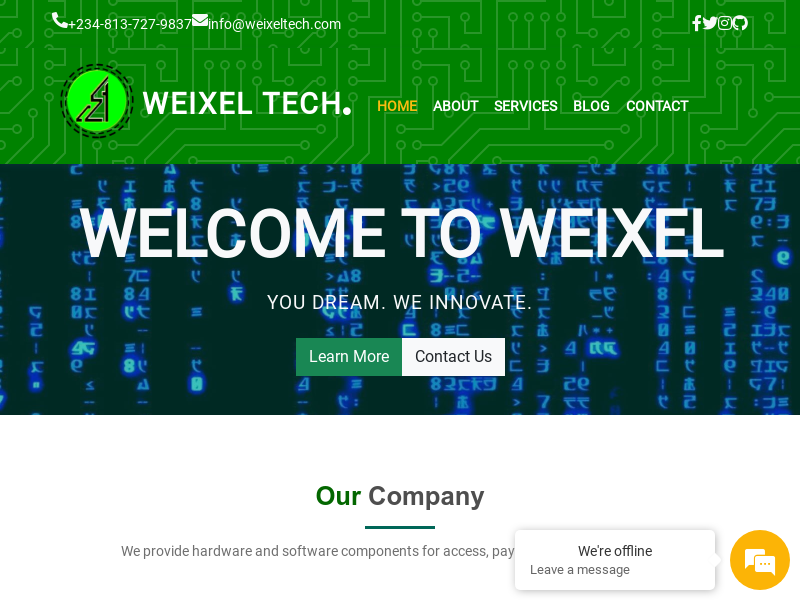 +234-813-727-9837 info@weixeltech.com
WEIXEL TECH.
HOME ABOUT SERVICES BLOG CONTACT
WELCOME TO WEIXEL
YOU DREAM. WE INNOVATE.
Learn More Contact Us
Our Company
We provide hardware and software components for access, pay
We're offline
Leave a message